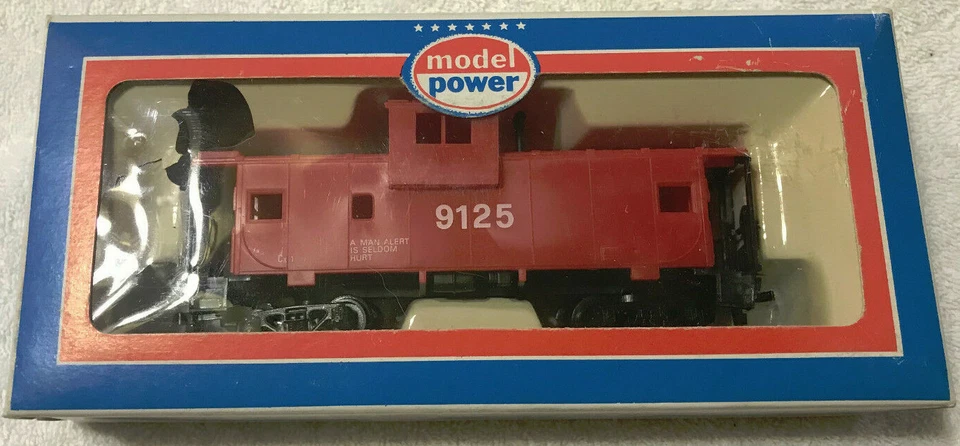 model
power
9125
A MAN ALERT
IS SELDOM
HURT